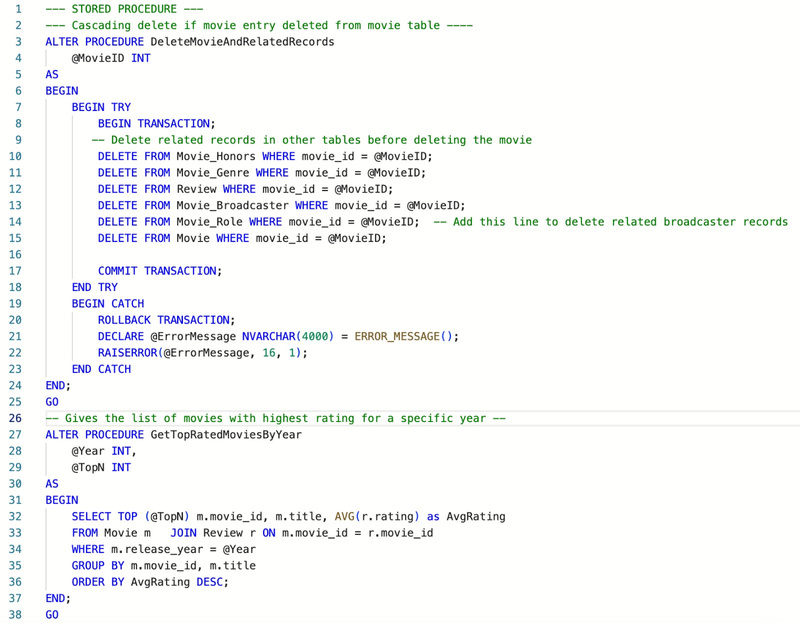 1 --- STORED PROCEDURE ---
2 --- Cascading delete if movie entry deleted from movie table ----
3 ALTER PROCEDURE DeleteMovieAndRelatedRecords
4 @MovieID INT
5 AS
6 BEGIN
7 BEGIN TRY
8 BEGIN TRANSACTION;
9 -- Delete related records in other tables before deleting the movie
10 DELETE FROM Movie_Honors WHERE movie_id = @MovieID;
11 DELETE FROM Movie_Genre WHERE movie_id = @MovieID;
12 DELETE FROM Review WHERE movie_id = @MovieID;
13 DELETE FROM Movie_Broadcaster WHERE movie_id = @MovieID;
14 DELETE FROM Movie_Role WHERE movie_id = @MovieID;  -- Add this line to delete related broadcaster records
15 DELETE FROM Movie WHERE movie_id = @MovieID;
16
17 COMMIT TRANSACTION;
18 END TRY
19 BEGIN CATCH
20 ROLLBACK TRANSACTION;
21 DECLARE @ErrorMessage NVARCHAR(4000) = ERROR_MESSAGE();
22 RAISERROR(@ErrorMessage, 16, 1);
23 END CATCH
24 END;
25 GO
26 -- Gives the list of movies with highest rating for a specific year --
27 ALTER PROCEDURE GetTopRatedMoviesByYear
28 @Year INT,
29 @TopN INT
30 AS
31 BEGIN
32 SELECT TOP (@TopN) m.movie_id, m.title, AVG(r.rating) as AvgRating
33 FROM Movie m   JOIN Review r ON m.movie_id = r.movie_id
34 WHERE m.release_year = @Year
35 GROUP BY m.movie_id, m.title
36 ORDER BY AvgRating DESC;
37 END;
38 GO